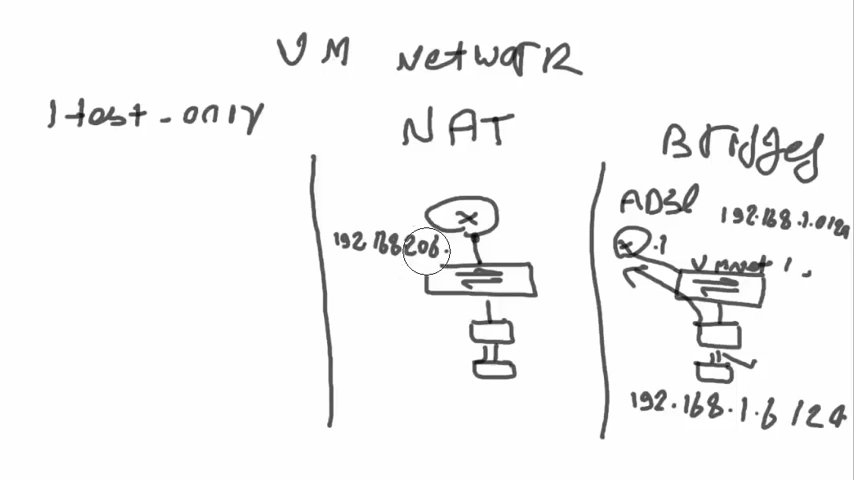 VM Network
Host-only
NAT
Bridges
ADSL
192.168.1.0/24
192.168.206.
.1
Vmnet 1
192.168.1.6/24